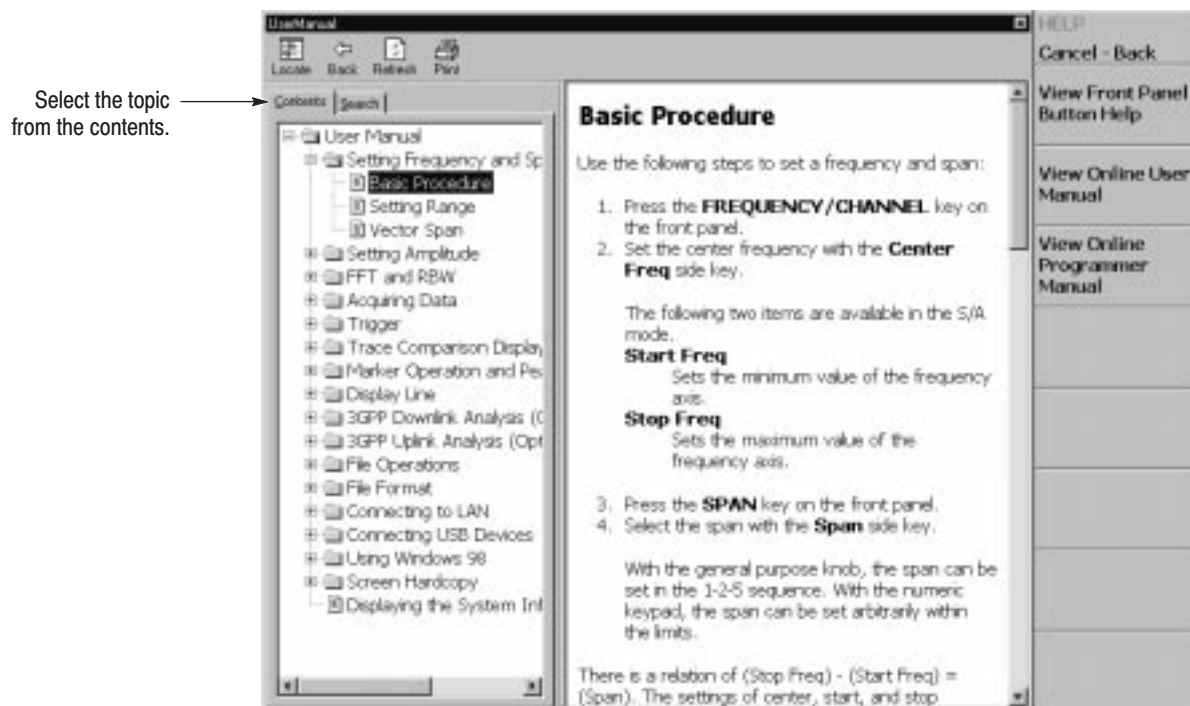 Select the topic
from the contents.
UserManual
Locate Back Refresh Print
Contents Search
User Manual
Setting Frequency and Sp
Basic Procedure
Setting Range
Vector Span
Setting Amplitude
FFT and RBW
Acquiring Data
Trigger
Trace Comparison Display
Marker Operation and Pea
Display Line
3GPP Downlink Analysis (O
3GPP Uplink Analysis (Opt
File Operations
File Format
Connecting to LAN
Connecting USB Devices
Using Windows 98
Screen Hardcopy
Displaying the System Inf
Basic Procedure
Use the following steps to set a frequency and span:
1. Press the FREQUENCY/CHANNEL key on
the front panel.
2. Set the center frequency with the Center
Freq side key.
The following two items are available in the S/A
mode.
Start Freq
Sets the minimum value of the frequency
axis.
Stop Freq
Sets the maximum value of the
frequency axis.
3. Press the SPAN key on the front panel.
4. Select the span with the Span side key.
With the general purpose knob, the span can be
set in the 1-2-5 sequence. With the numeric
keypad, the span can be set arbitrarily within
the limits.
There is a relation of (Stop Freq) - (Start Freq) =
(Span). The settings of center, start, and stop
HELP
Cancel - Back
View Front Panel
Button Help
View Online User
Manual
View Online
Programmer
Manual